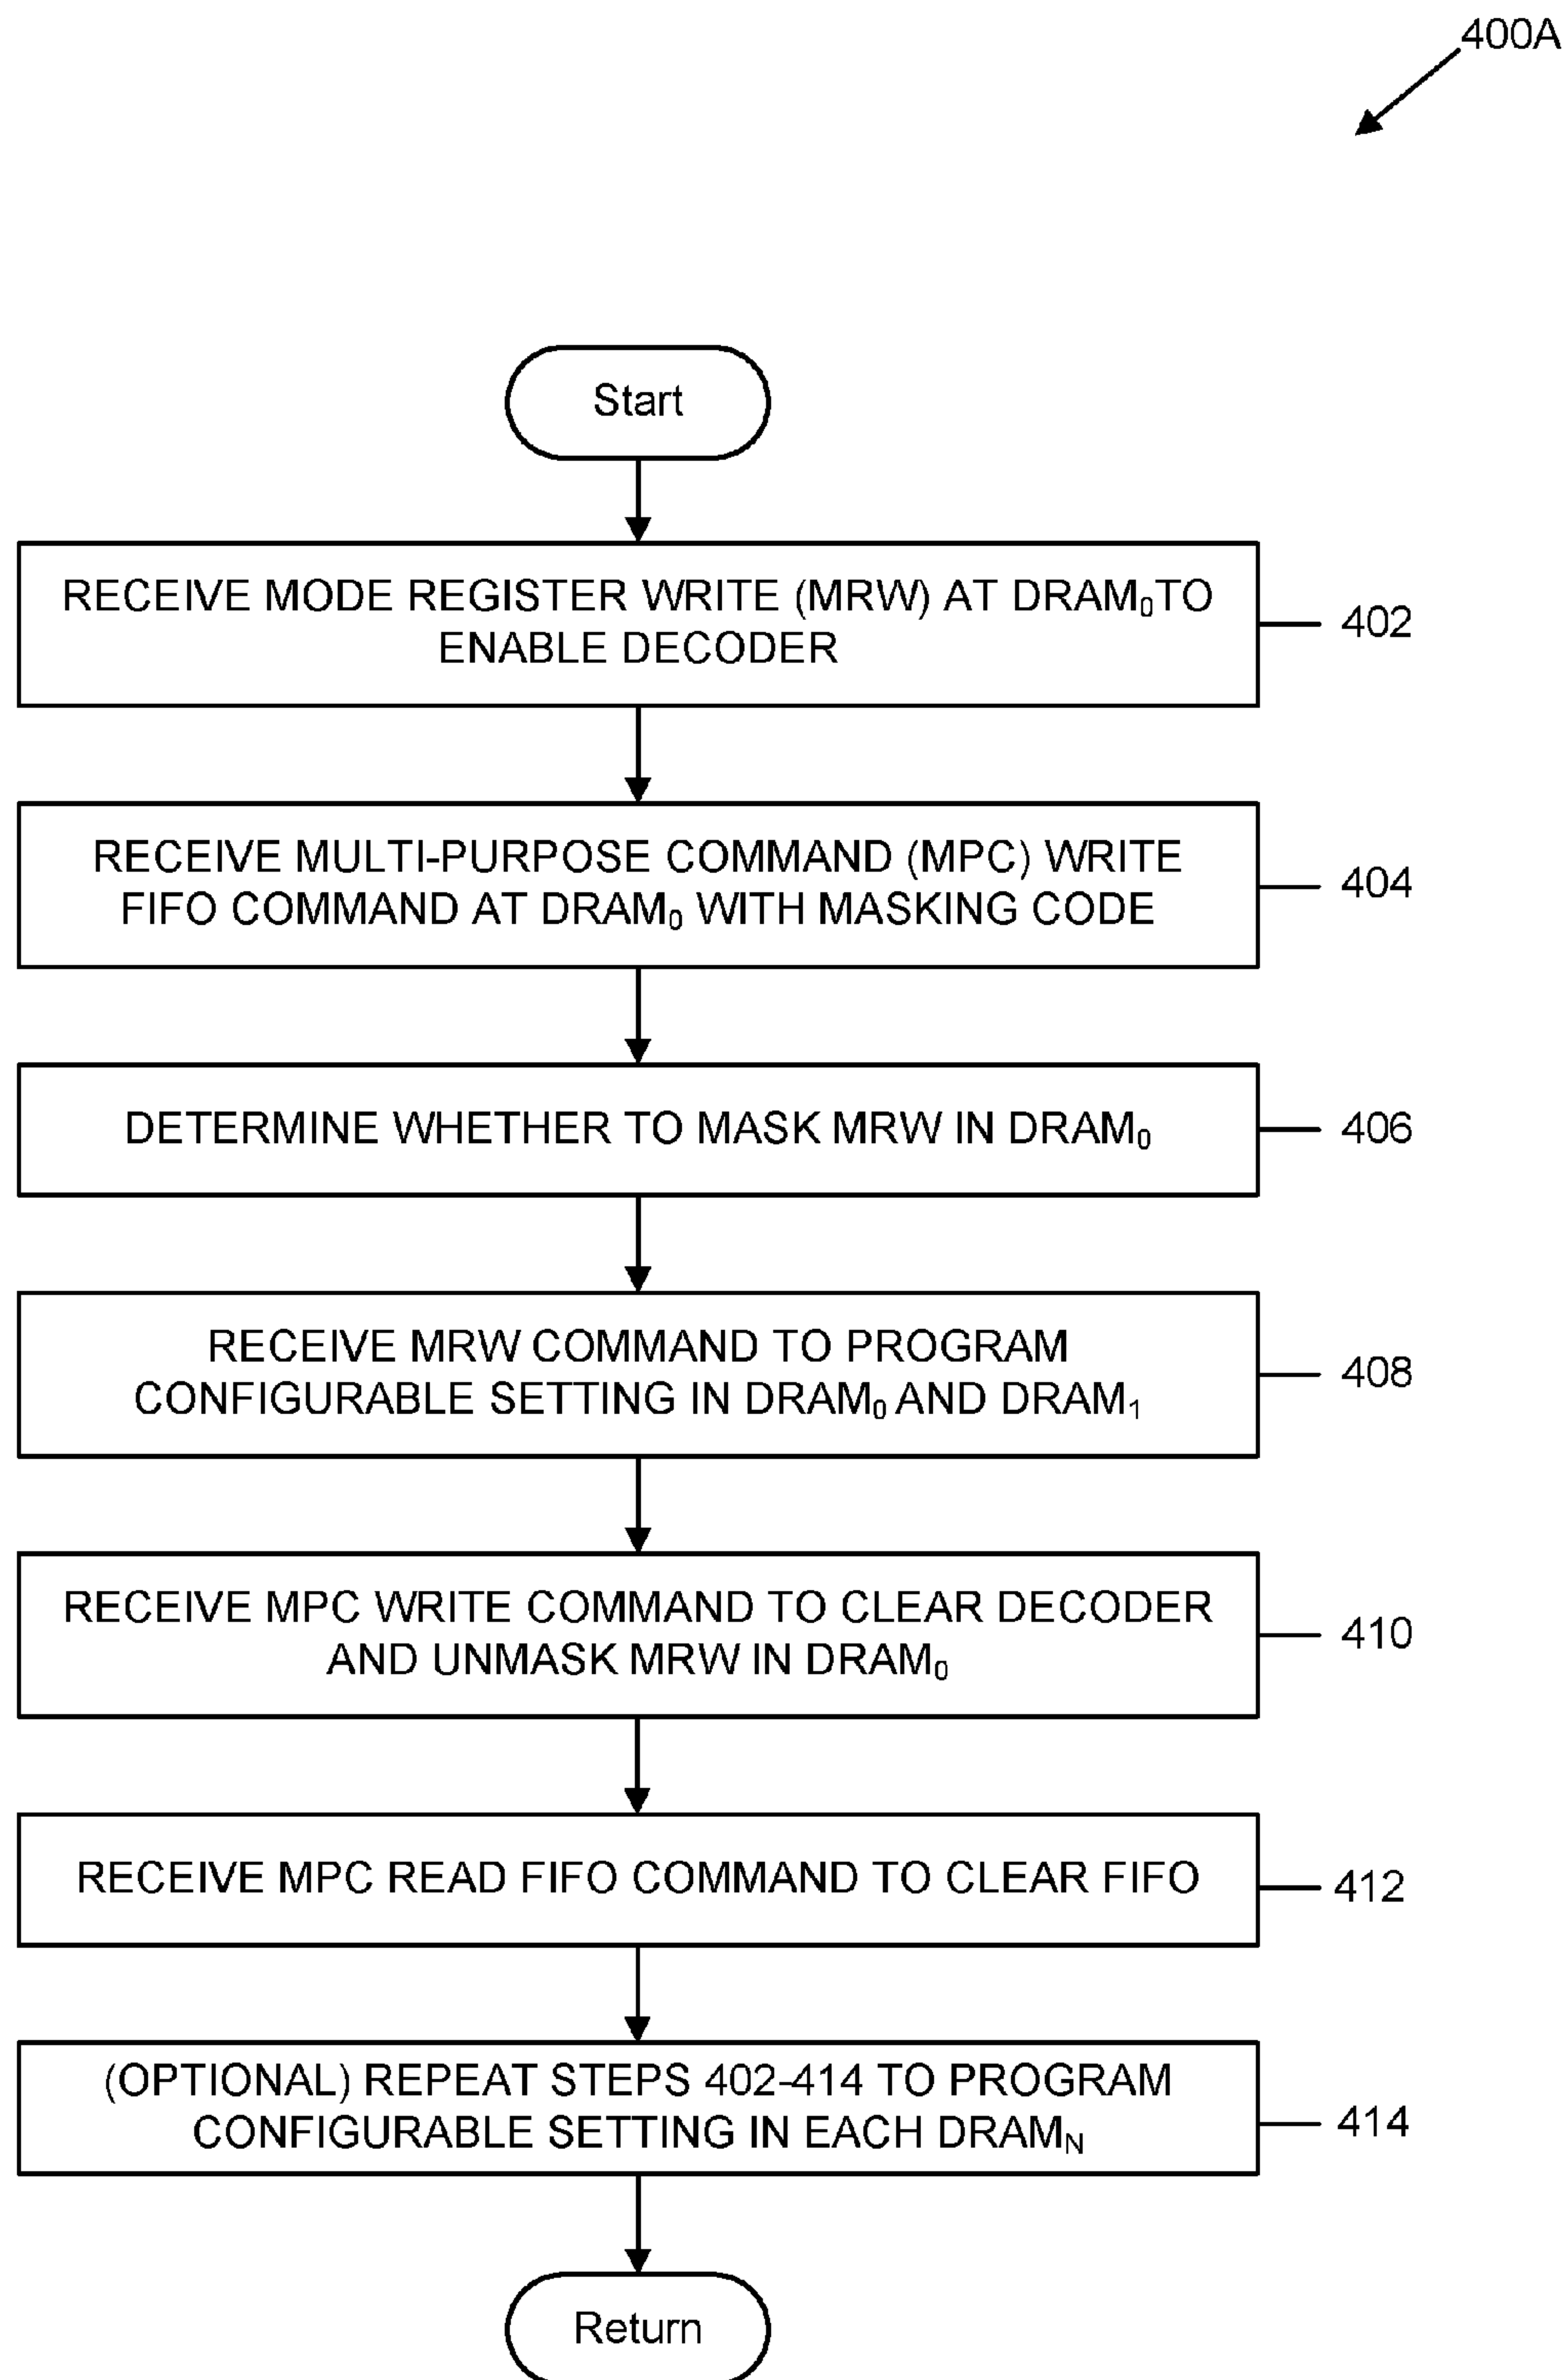 400A
Start
RECEIVE MODE REGISTER WRITE (MRW) AT DRAM₀ TO
ENABLE DECODER
402
RECEIVE MULTI-PURPOSE COMMAND (MPC) WRITE
FIFO COMMAND AT DRAM₀ WITH MASKING CODE
404
DETERMINE WHETHER TO MASK MRW IN DRAM₀
406
RECEIVE MRW COMMAND TO PROGRAM
CONFIGURABLE SETTING IN DRAM₀ AND DRAM₁
408
RECEIVE MPC WRITE COMMAND TO CLEAR DECODER
AND UNMASK MRW IN DRAM₀
410
RECEIVE MPC READ FIFO COMMAND TO CLEAR FIFO
412
(OPTIONAL) REPEAT STEPS 402-414 TO PROGRAM
CONFIGURABLE SETTING IN EACH DRAMN
414
Return